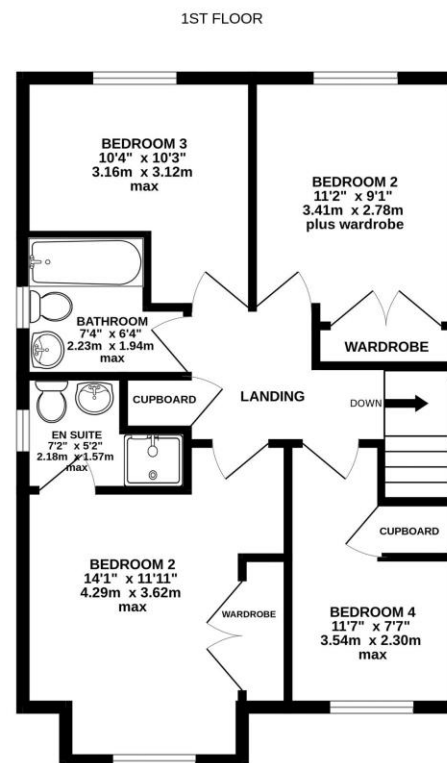 1ST FLOOR
BEDROOM 3
10'4" x 10'3"
3.16m x 3.12m
max
BEDROOM 2
11'2" x 9'1"
3.41m x 2.78m
plus wardrobe
BATHROOM
7'4" x 6'4"
2.23m x 1.94m
max
WARDROBE
CUPBOARD
LANDING
DOWN
EN SUITE
7'2" x 5'2"
2.18m x 1.57m
max
CUPBOARD
BEDROOM 2
14'1" x 11'11"
4.29m x 3.62m
max
WARDROBE
BEDROOM 4
11'7" x 7'7"
3.54m x 2.30m
max